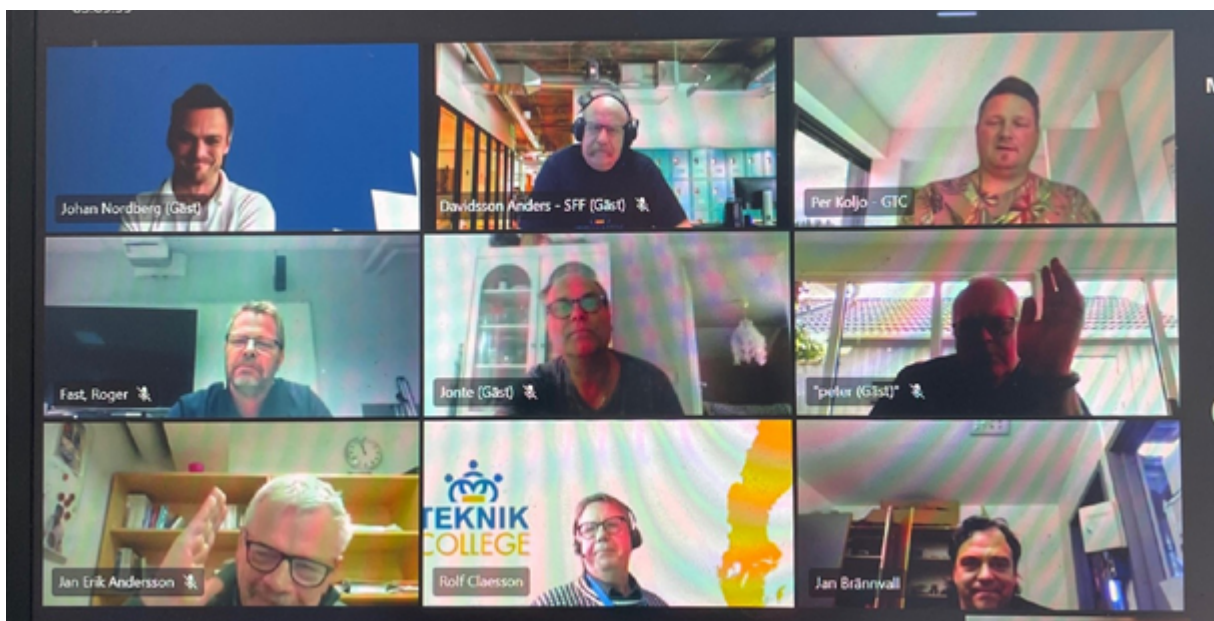 Johan Nordberg (Gäst)
Davidsson Anders - SFF (Gäst)
Per Koljo - GTC
Fast, Roger
Jonte (Gäst)
"peter (Gäst)"
Jan Erik Andersson
TEKNIK
COLLEGE
Rolf Claesson
Jan Brännvall